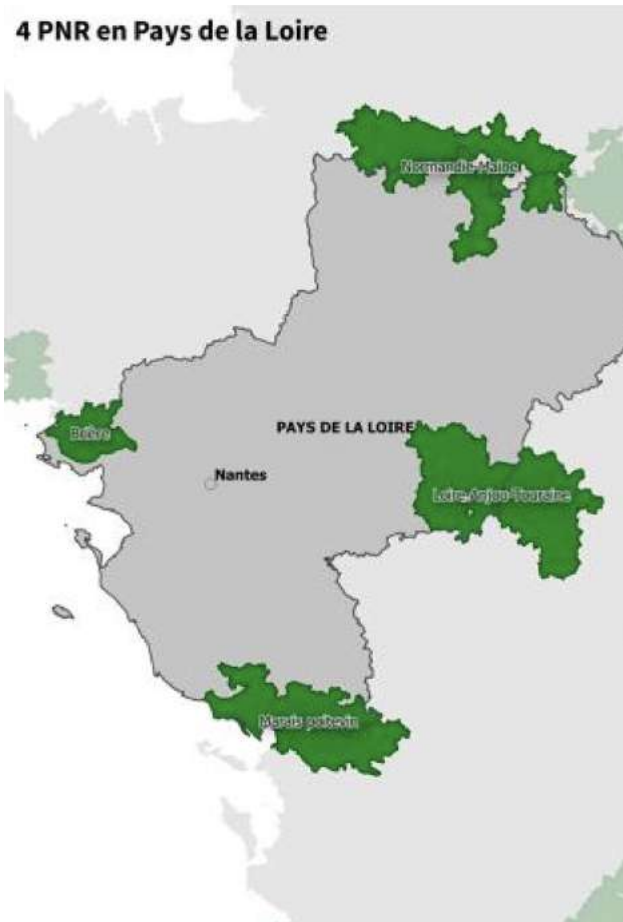 4 PNR en Pays de la Loire
Normandie-Maine
Brière
PAYS DE LA LOIRE
Nantes
Loire-Anjou-Touraine
Marais poitevin